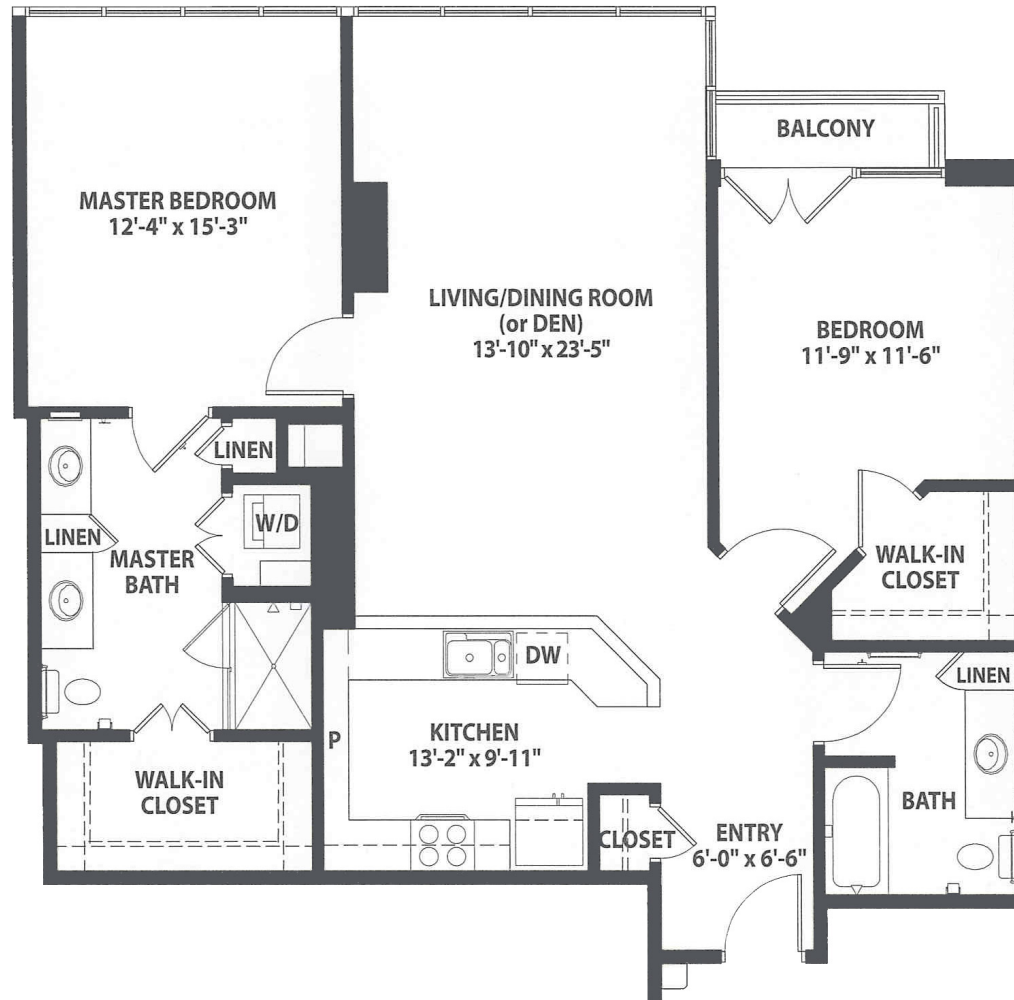 BALCONY
MASTER BEDROOM
12'-4" x 15'-3"
LIVING/DINING ROOM
(or DEN)
13'-10" x 23'-5"
BEDROOM
11'-9" x 11'-6"
LINEN
W/D
LINEN
MASTER
BATH
WALK-IN
CLOSET
DW
LINEN
P
KITCHEN
13'-2" x 9'-11"
WALK-IN
CLOSET
BATH
CLOSET
ENTRY
6'-0" x 6'-6"